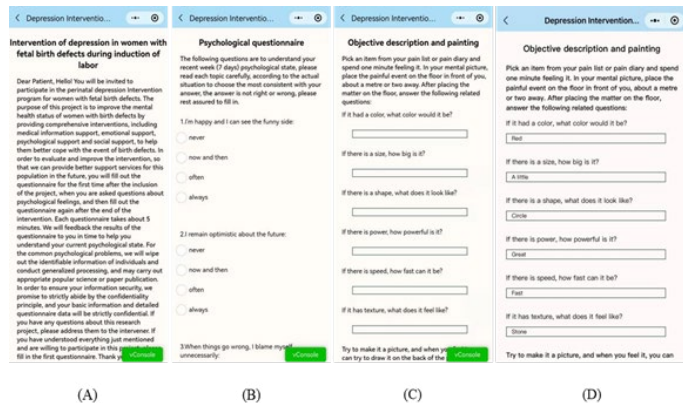 Depression Interventio...
Intervention of depression in women with
fetal birth defects during induction of
labor
Dear Patient, Hello! You will be invited to
participate in the perinatal depression Intervention
program for women with fetal birth defects. The
purpose of this project is to improve the mental
health status of women with birth defects by
providing comprehensive interventions, including
medical information support, emotional support,
psychological support and social support, to help
them better cope with the event of birth defects. In
order to evaluate and improve the intervention, so
that we can provide better support services for this
population in the future, you will fill out the
questionnaire for the first time after the inclusion
of the project, when you are asked questions about
psychological feelings, and then fill out the
questionnaire again after the end of the
intervention. Each questionnaire takes about 5
minutes. We will feedback the results of the
questionnaire to you in time to help you
understand your current psychological state. For
the common psychological problems, we will wipe
out the identifiable information of individuals and
conduct generalized processing, and may carry out
appropriate popular science or paper publication.
In order to ensure your information security, we
promise to strictly abide by the confidentiality
principle, and your basic information and detailed
questionnaire data will be strictly confidential. If
you have any questions about this research
project, please address them to the intervener. If
you have understood everything just mentioned
and are willing to participate in this
fill in the first questionnaire. Thank
vConsole
(A)
Depression Interventio...
Psychological questionnaire
The following questions are to understand your
recent week (7 days) psychological state, please
read each topic carefully, according to the actual
situation to choose the most consistent with your
answer, the answer is not right or wrong, please
rest assured to fill in.
1.I'm happy and I can see the funny side:
never
now and then
often
always
2.I remain optimistic about the future:
never
now and then
often
always
3.When things go wrong, I blame myself
unnecessarily:
vConsole
(B)
Depression Interventio...
Objective description and painting
Pick an item from your pain list or pain diary and
spend one minute feeling it. In your mental picture,
place the painful event on the floor in front of you,
about a metre or two away. After placing the
matter on the floor, answer the following related
questions:
If it had a color, what color would it be?
If there is a size, how big is it?
If there is a shape, what does it look like?
If there is power, how powerful is it?
If there is speed, how fast can it be?
If it has texture, what does it feel like?
Try to make it a picture, and when
can try to draw it on the back of the
vConsole
(C)
Depression Intervention...
Objective description and painting
Pick an item from your pain list or pain diary and spend
one minute feeling it. In your mental picture, place the
painful event on the floor in front of you, about a metre
or two away. After placing the matter on the floor,
answer the following related questions:
If it had a color, what color would it be?
Red
If there is a size, how big is it?
A little
If there is a shape, what does it look like?
Circle
If there is power, how powerful is it?
Great
If there is speed, how fast can it be?
Fast
If it has texture, what does it feel like?
Stone
Try to make it a picture, and when you feel it, you can
(D)